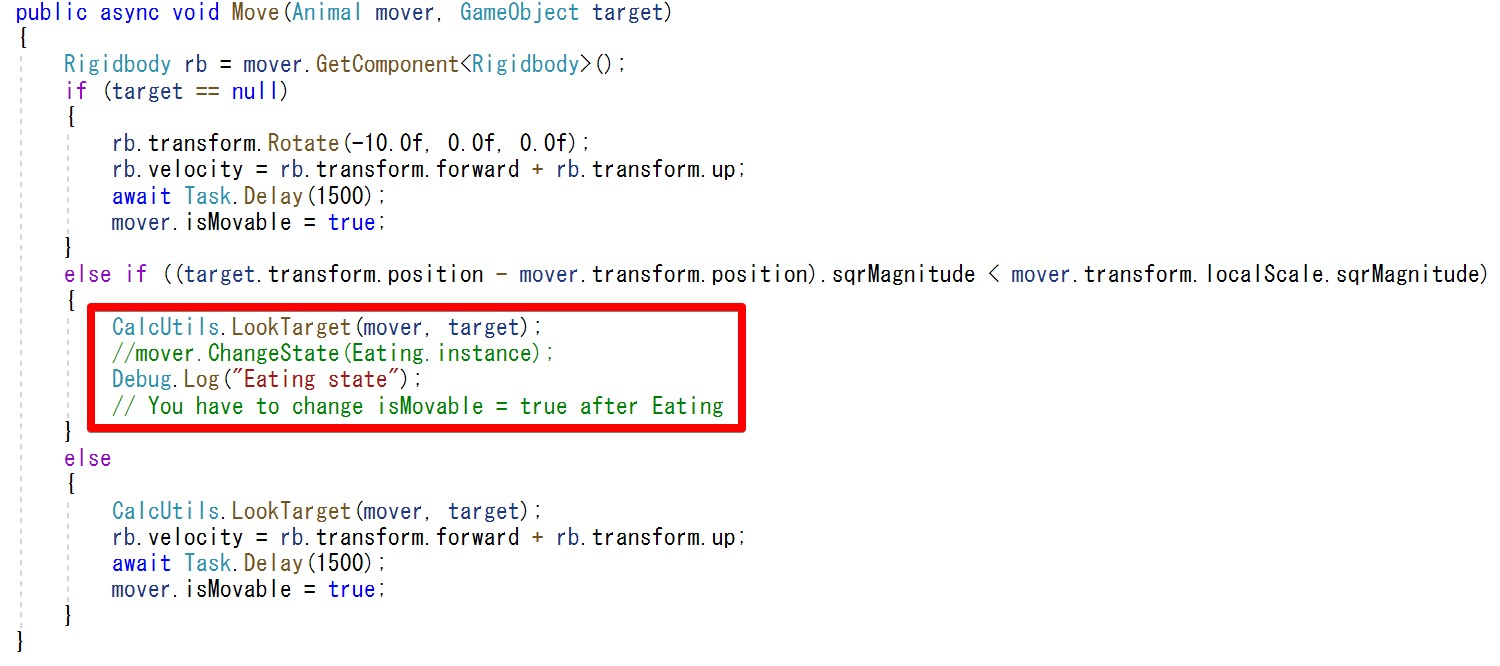 public async void Move(Animal mover, GameObject target)
{
Rigidbody rb = mover.GetComponent<Rigidbody>();
if (target == null)
{
rb.transform.Rotate(-10.0f, 0.0f, 0.0f);
rb.velocity = rb.transform.forward + rb.transform.up;
await Task.Delay(1500);
mover.isMovable = true;
}
else if ((target.transform.position - mover.transform.position).sqrMagnitude < mover.transform.localScale.sqrMagnitude)
{
CalcUtils.LookTarget(mover, target);
//mover.ChangeState(Eating.instance);
Debug.Log("Eating state");
// You have to change isMovable = true after Eating
}
else
{
CalcUtils.LookTarget(mover, target);
rb.velocity = rb.transform.forward + rb.transform.up;
await Task.Delay(1500);
mover.isMovable = true;
}
}